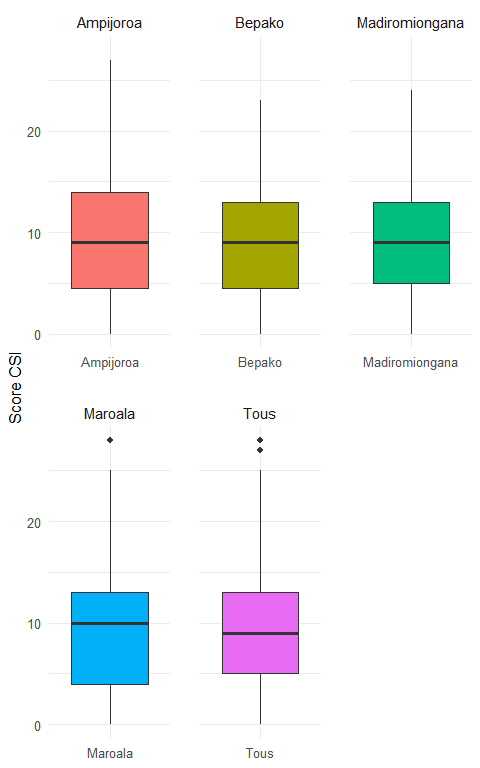 Ampijoroa
Bepako
Madiromiongana
20
10
0
Ampijoroa
Bepako
Madiromiongana
Score CSI
Maroala
Tous
20
10
0
Maroala
Tous